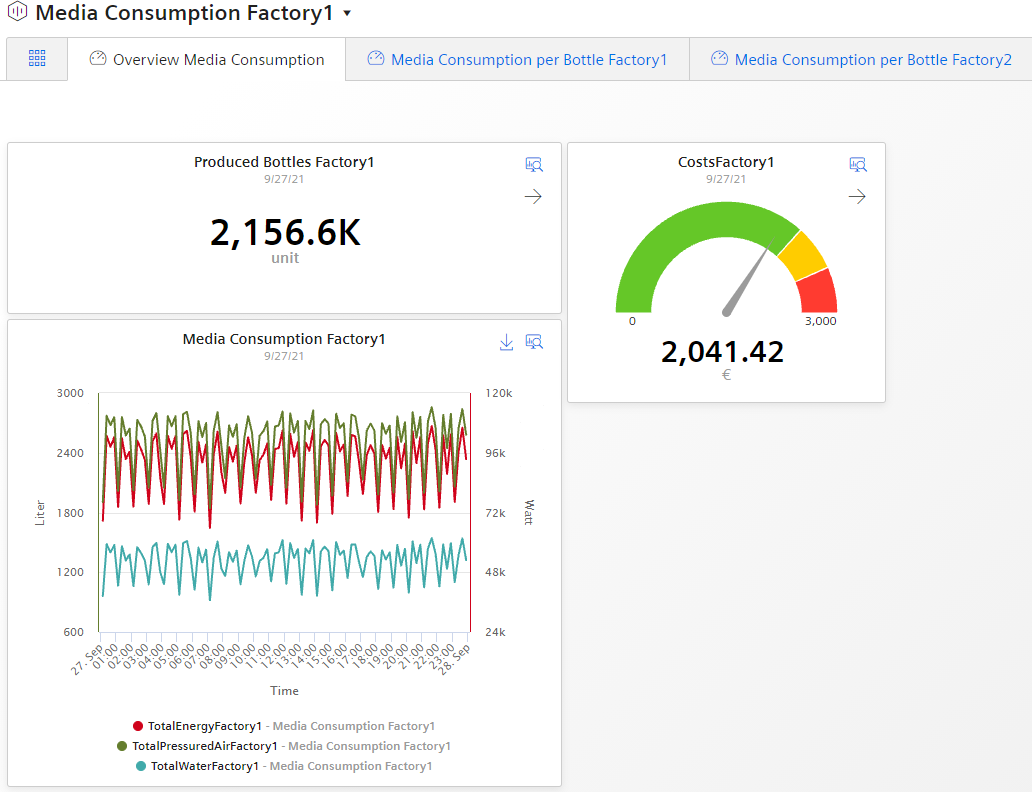 Media Consumption Factory1
Overview Media Consumption
Media Consumption per Bottle Factory1
Media Consumption per Bottle Factory2
Produced Bottles Factory1
9/27/21
2,156.6K
unit
CostsFactory1
9/27/21
0
3,000
2,041.42
€
Media Consumption Factory1
9/27/21
3000
2400
1800
1200
600
Liter
120k
96k
72k
48k
24k
Watt
27. Sep
01:00
02:00
03:00
04:00
05:00
06:00
07:00
08:00
09:00
10:00
11:00
12:00
13:00
14:00
15:00
16:00
17:00
18:00
19:00
20:00
21:00
22:00
23:00
28. Sep
Time
TotalEnergyFactory1 - Media Consumption Factory1
TotalPressuredAirFactory1 - Media Consumption Factory1
TotalWaterFactory1 - Media Consumption Factory1